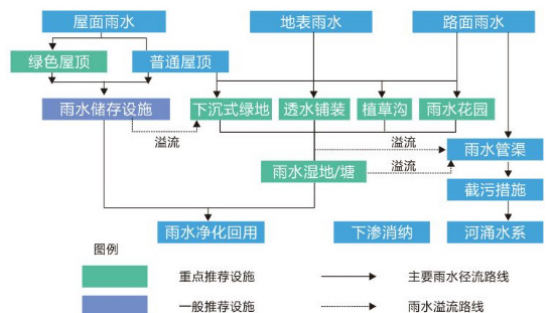 屋面雨水 地表雨水 路面雨水
绿色屋顶 普通屋顶
雨水储存设施 下沉式绿地 透水铺装 植草沟 雨水花园
溢流 溢流 雨水管渠
雨水湿地/塘 溢流
截污措施
雨水净化回用 下渗消纳 河涌水系
图例
重点推荐设施 主要雨水径流路线
一般推荐设施 雨水溢流路线